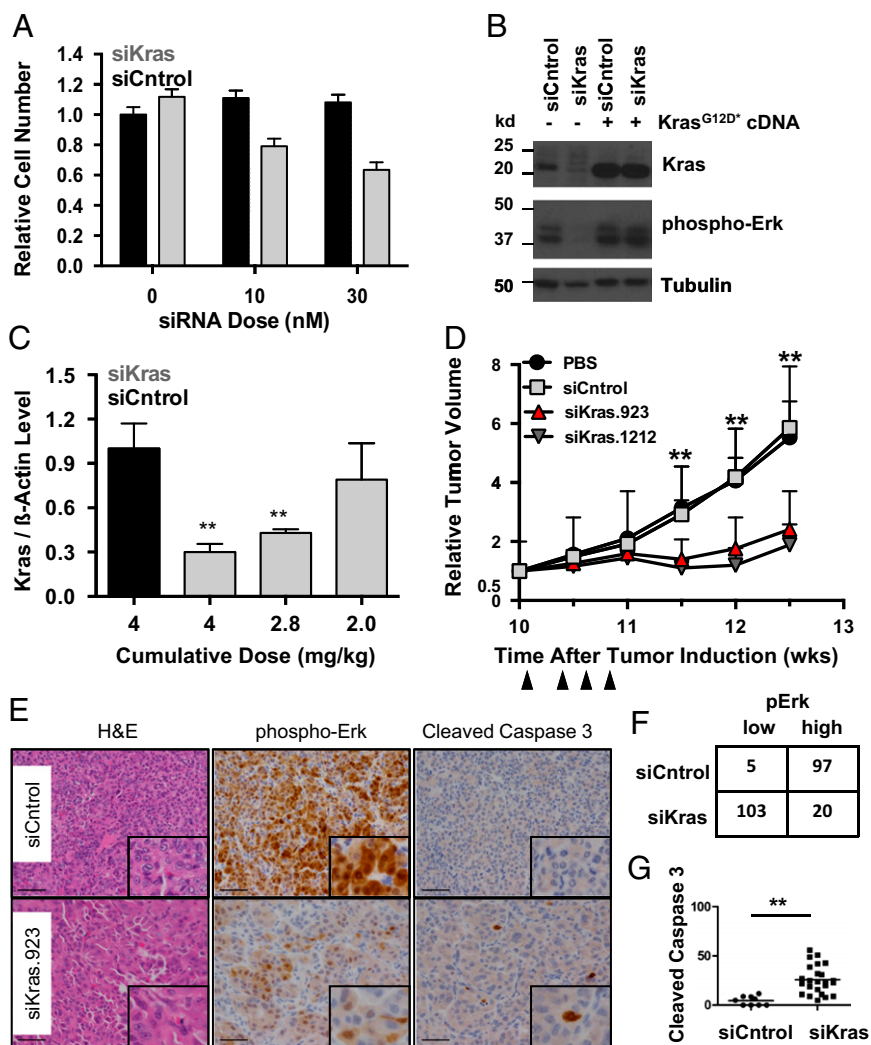 A
siKras
siCntrol
1.4
1.2
1.0
0.8
0.6
0.4
0.2
0.0
Relative Cell Number
0 10 30
siRNA Dose (nM)
B
siCntrol siKras siCntrol siKras
kd - - + + KrasG12D* cDNA
25
20
Kras
50
37
phospho-Erk
50
Tubulin
C
siKras
siCntrol
1.5
1.2
0.9
0.6
0.3
0.0
Kras / ß-Actin Level
** **
4 4 2.8 2.0
Cumulative Dose (mg/kg)
D
PBS
siCntrol
siKras.923
siKras.1212
8
6
4
2
0.5
0
Relative Tumor Volume
** ** **
10 11 12 13
Time After Tumor Induction (wks)
E
H&E phospho-Erk Cleaved Caspase 3
siCntrol
siKras.923
F
pErk
low high
siCntrol 5 97
siKras 103 20
G
Cleaved Caspase 3
100
50
0
**
siCntrol siKras